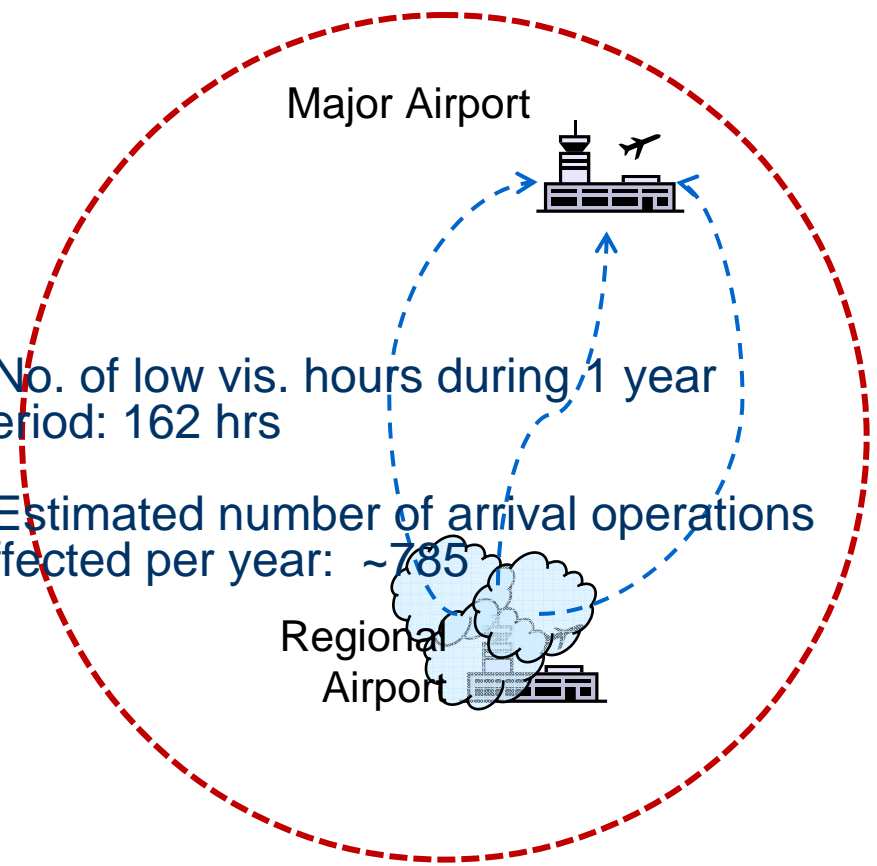 Major Airport
No. of low vis. hours during 1 year
eriod: 162 hrs
Estimated number of arrival operations
ffected per year: ~785
Regional
Airport